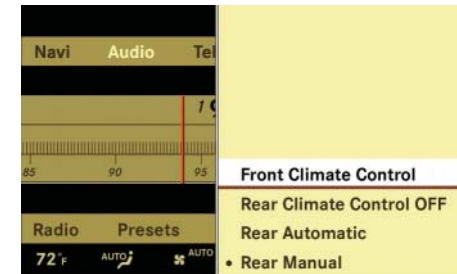 Navi Audio Tel
19
85 90 95
Radio Presets
72°F AUTO AUTO
Front Climate Control
Rear Climate Control OFF
Rear Automatic
• Rear Manual